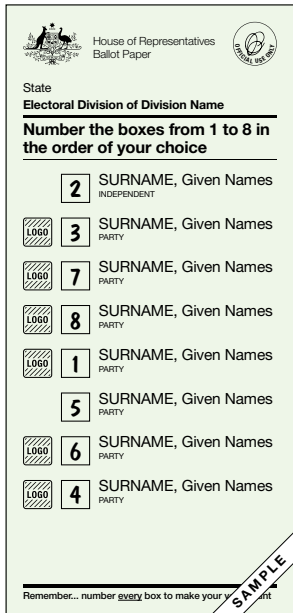 House of Representatives
Ballot Paper
OFFICIAL USE ONLY
State
Electoral Division of Division Name
Number the boxes from 1 to 8 in
the order of your choice
2 SURNAME, Given Names
INDEPENDENT
LOGO 3 SURNAME, Given Names
PARTY
LOGO 7 SURNAME, Given Names
PARTY
LOGO 8 SURNAME, Given Names
PARTY
LOGO 1 SURNAME, Given Names
PARTY
5 SURNAME, Given Names
PARTY
LOGO 6 SURNAME, Given Names
PARTY
LOGO 4 SURNAME, Given Names
PARTY
Remember... number every box to make your
SAMPLE